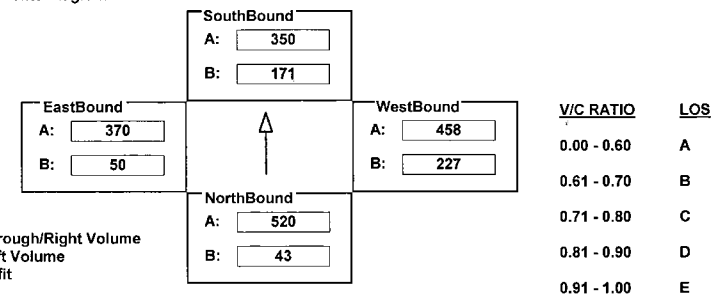 SouthBound
A: 350
B: 171
EastBound
A: 370
B: 50
WestBound
A: 458
B: 227
NorthBound
A: 520
B: 43
rough/Right Volume
ft Volume
fit
V/C RATIO LOS
0.00 - 0.60 A
0.61 - 0.70 B
0.71 - 0.80 C
0.81 - 0.90 D
0.91 - 1.00 E